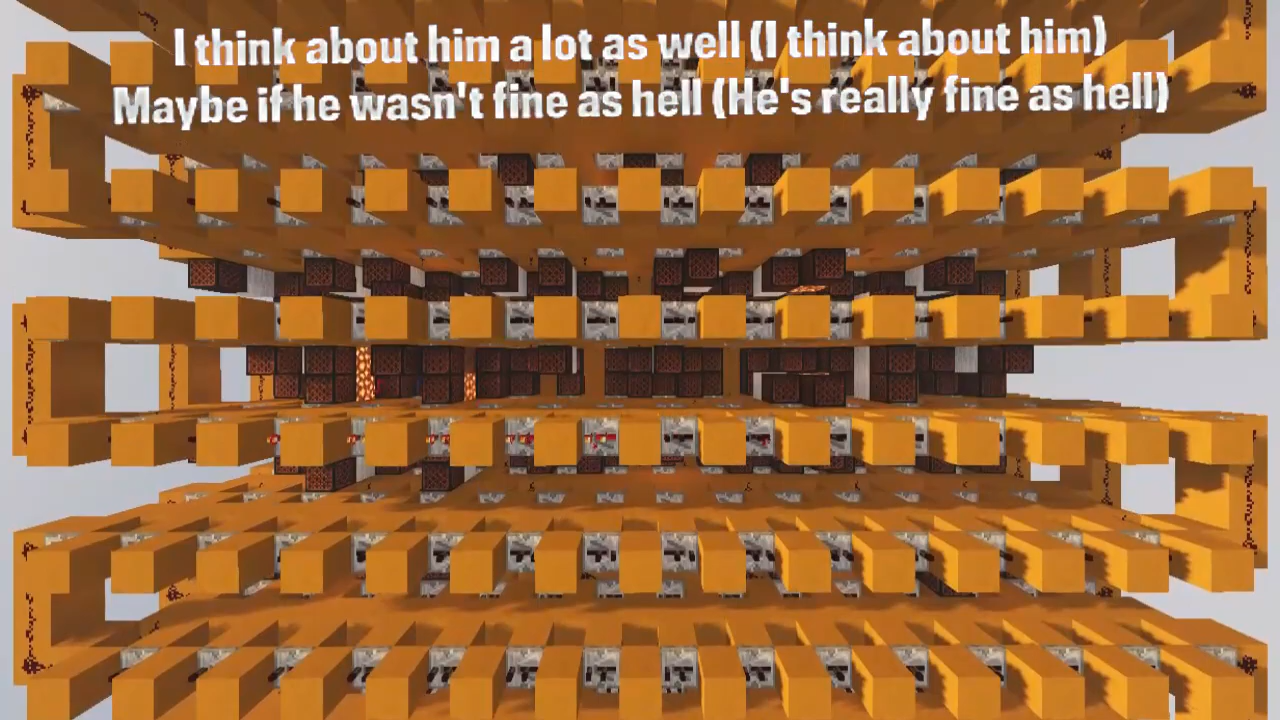 I think about him a lot as well (I think about him)
Maybe if he wasn't fine as hell (He's really fine as hell)